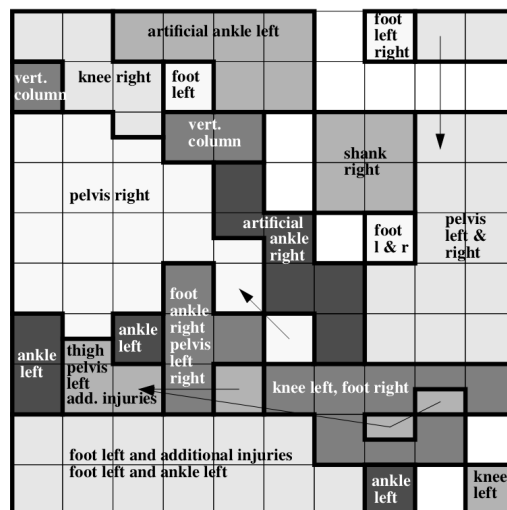 artificial ankle left
foot
left
right
vert.
column
knee right
foot
left
vert.
column
shank
right
pelvis right
artificial
ankle
right
foot
l & r
pelvis
left &
right
foot
ankle
right
pelvis
left
right
ankle
left
ankle
left
thigh
pelvis
left
add. injuries
knee left, foot right
foot left and additional injuries
foot left and ankle left
ankle
left
knee
left